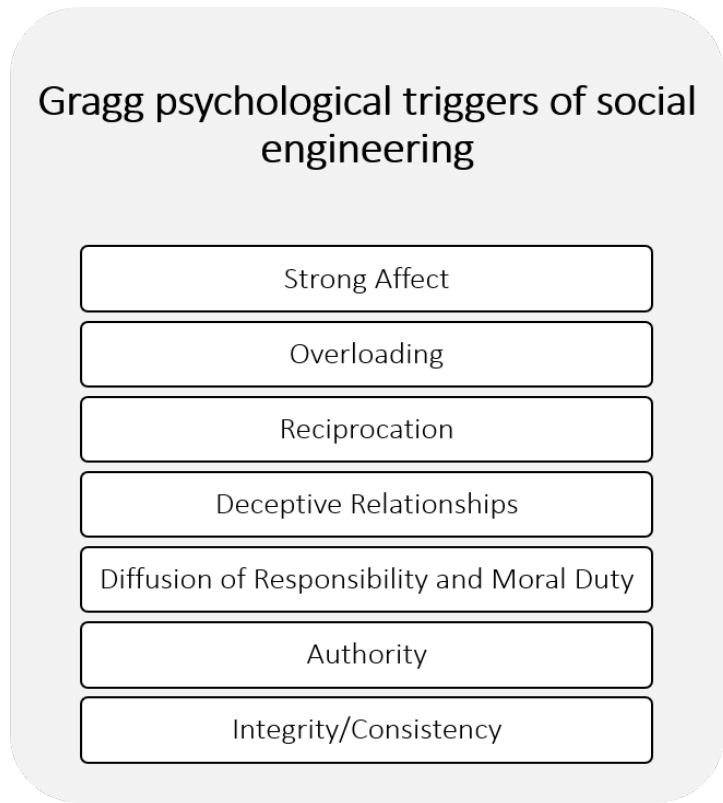 Gragg psychological triggers of social
engineering
Strong Affect
Overloading
Reciprocation
Deceptive Relationships
Diffusion of Responsibility and Moral Duty
Authority
Integrity/Consistency